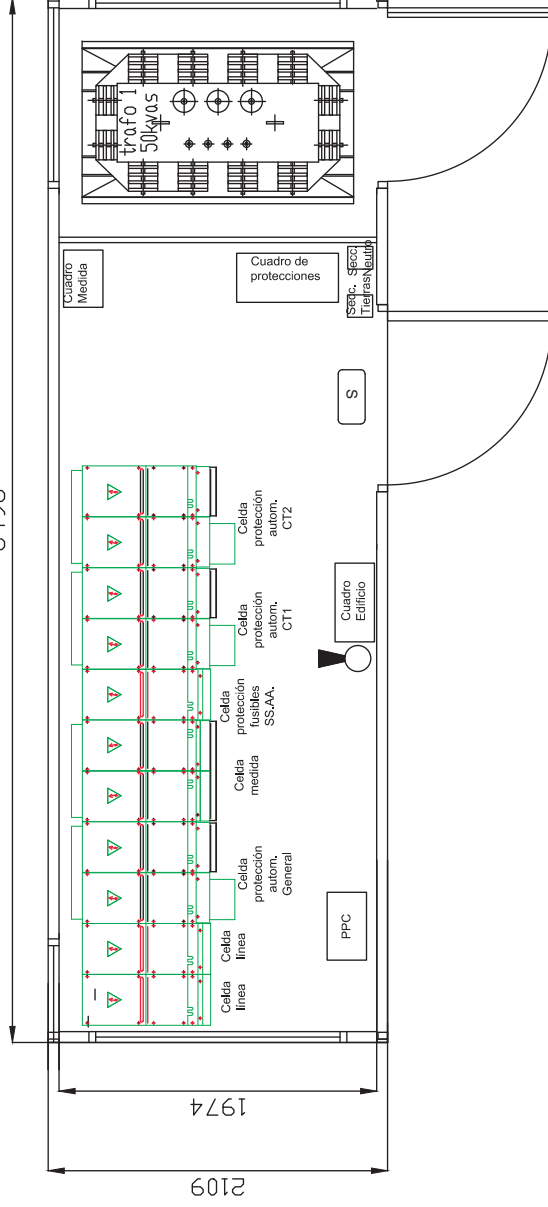 trafo 1
50kvas
Cuadro
Medida
Cuadro de
protecciones
Secc.
Tierras
Secc.
Neutro
S
Celda
protección
autom.
CT2
Celda
protección
autom.
CT1
Celda
protección
fusibles
SS.AA.
Celda
medida
Celda
protección
autom.
General
Celda
línea
Celda
línea
Cuadro
Edificio
PPC
1974
2109